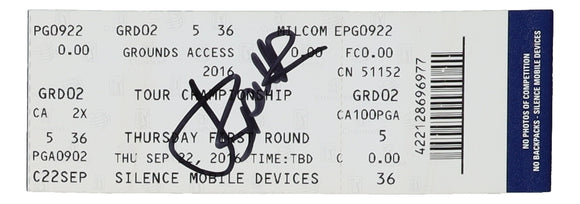 PG0922 GRD02 5 36 MILCOM EPG0922
0.00 GROUNDS ACCESS 0.00 FC0.00
2016 CN 51152
GRD02 TOUR CHAMPIONSHIP GRD02
CA 2X CA100PGA
5 36 THURSDAY FIRST ROUND 5
PGA0902 THU SEP 22, 2016 TIME:TBD C 0.00
C22SEP SILENCE MOBILE DEVICES 36
422128696977
NO PHOTOS OF COMPETITION
NO BACKPACKS - SILENCE MOBILE DEVICES